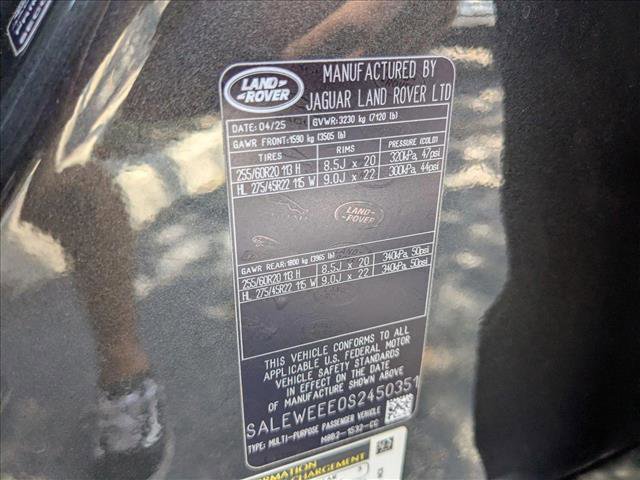 LAND-
-ROVER
MANUFACTURED BY
JAGUAR LAND ROVER LTD
DATE: 04/25 GVWR: 3230 kg (7120 lb)
GAWR FRONT: 1590 kg (3505 lb)
TIRES RIMS PRESSURE (COLD)
255/60R20 113 H 8.5J x 20 320kPa, 47psi
HL 275/45R22 115 W 9.0J x 22 300kPa, 44psi
LAND-
-ROVER
GAWR REAR: 1800 kg (3965 lb)
255/60R20 113 H 8.5J x 20 340kPa, 50psi
HL 275/45R22 115 W 9.0J x 22 340kPa, 50psi
THIS VEHICLE CONFORMS TO ALL
APPLICABLE U.S. FEDERAL MOTOR
VEHICLE SAFETY STANDARDS
IN EFFECT ON THE DATE OF
MANUFACTURE SHOWN ABOVE
SALEWEEE0S2450351
TYPE: MULTI-PURPOSE PASSENGER VEHICLE
M8B2-1532-CC